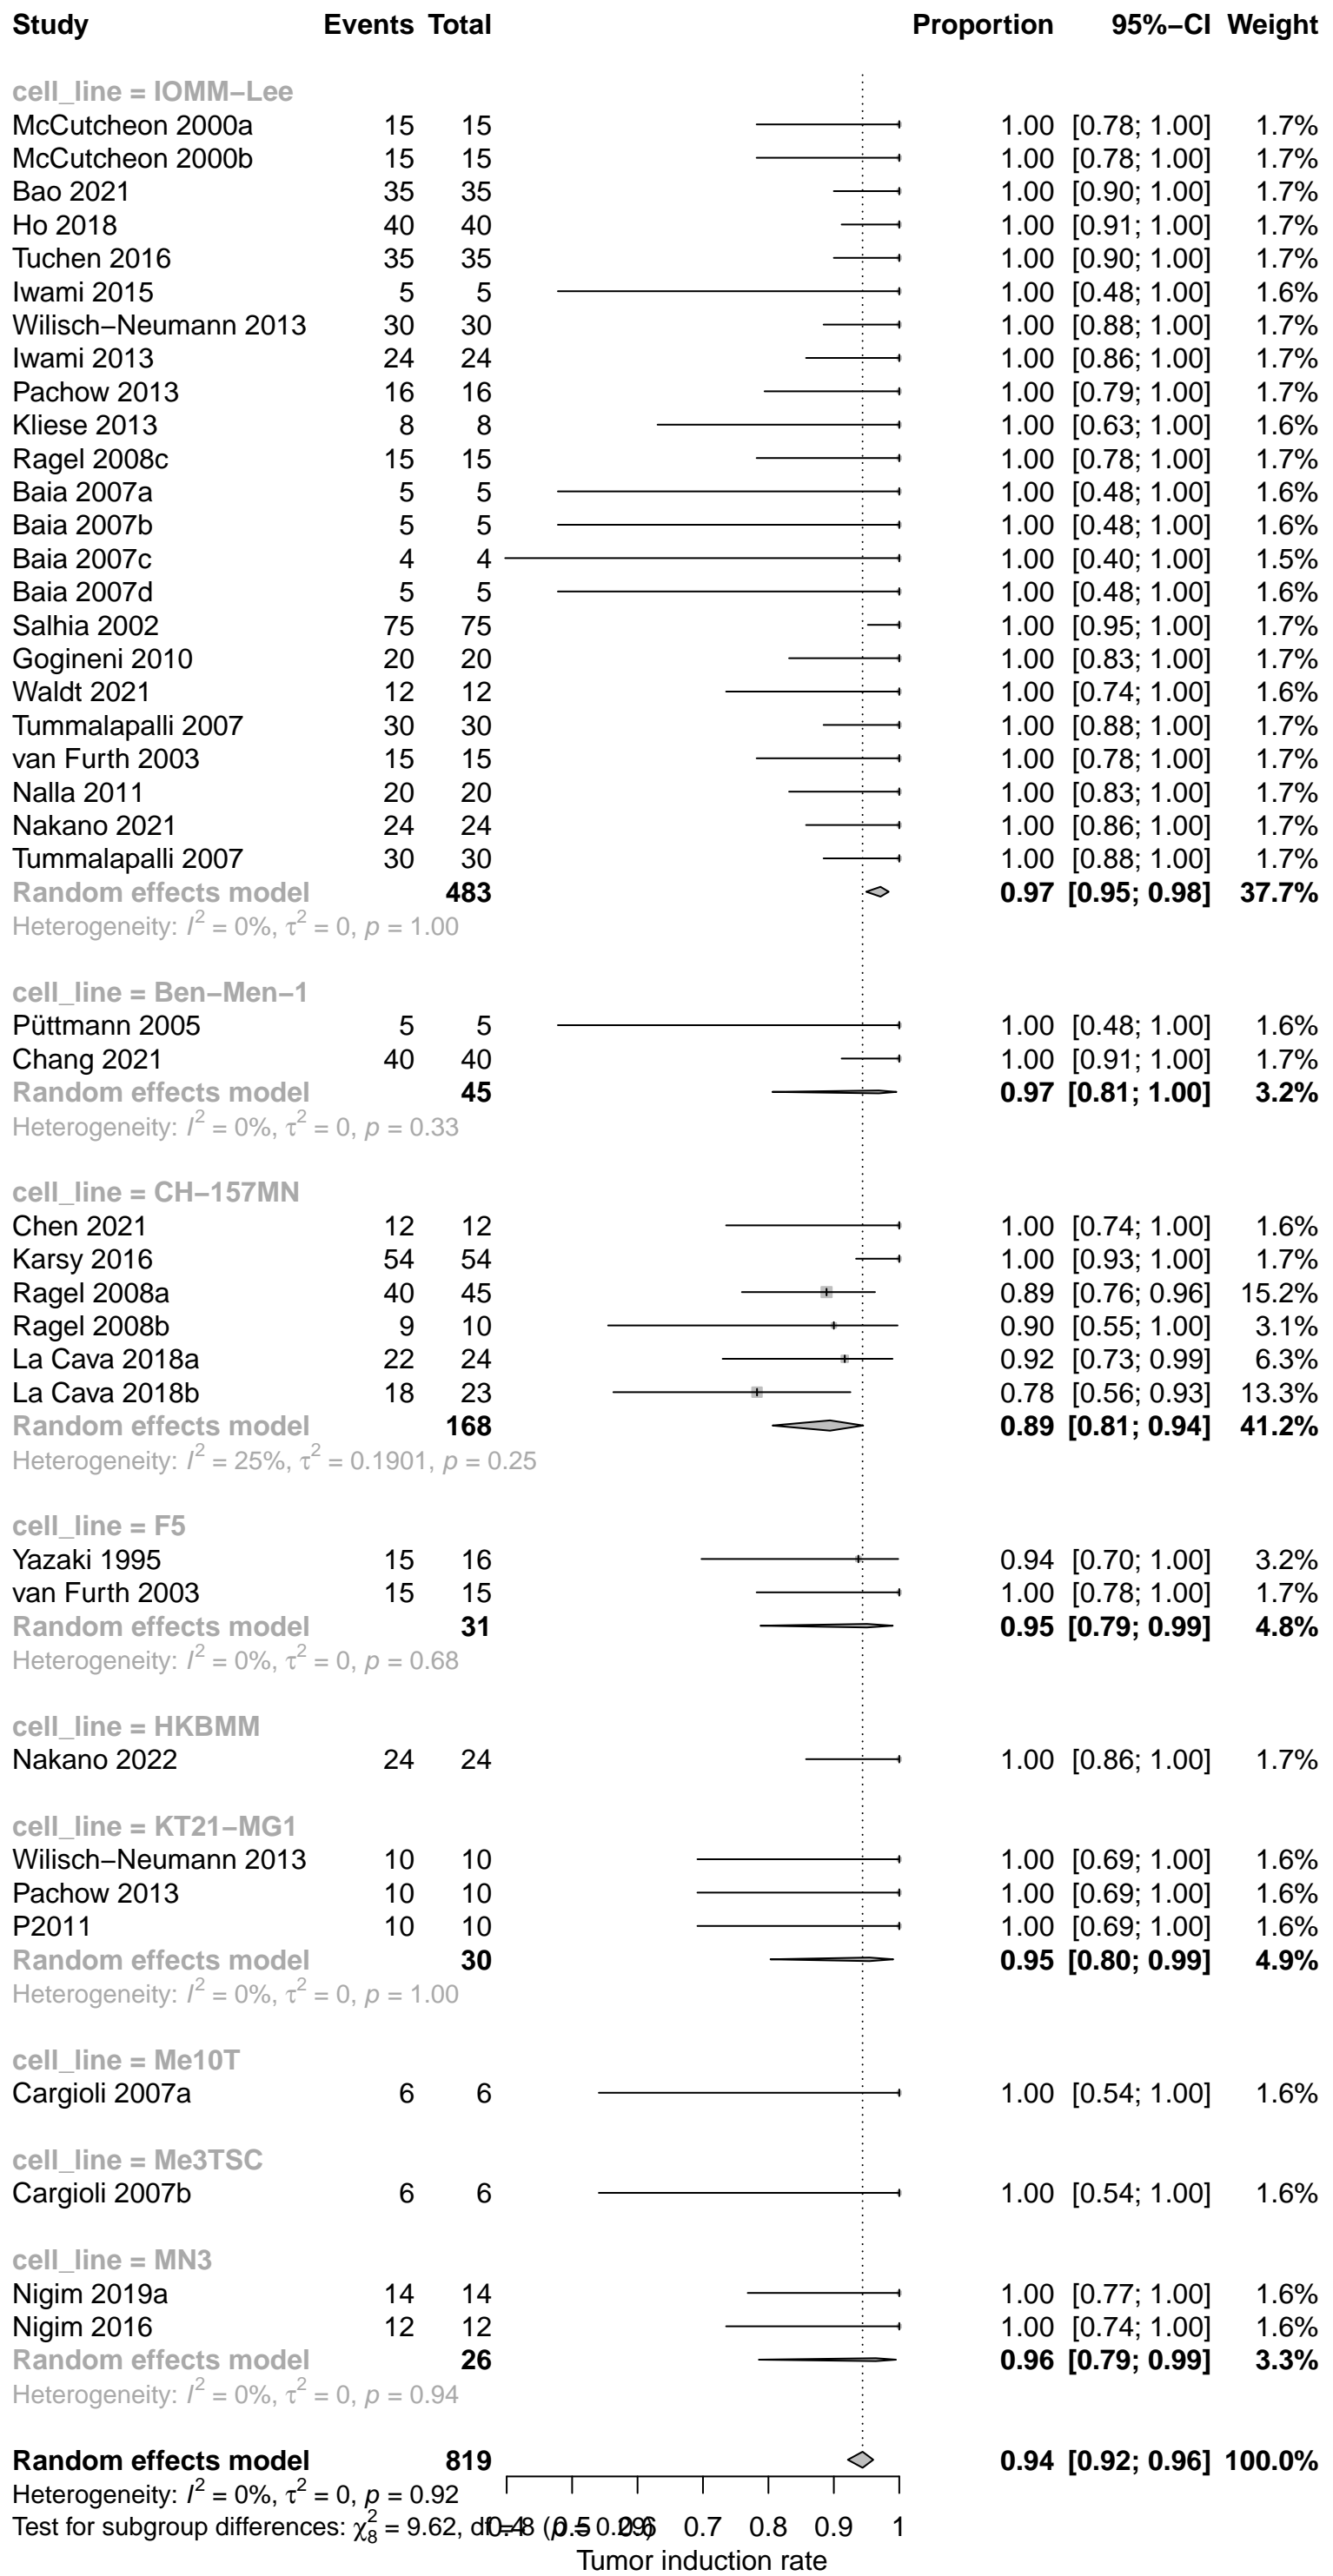 Study Events Total Proportion 95%−CI Weight
cell_line = IOMM−Lee
McCutcheon 2000a 15 15 1.00 [0.78; 1.00] 1.7%
McCutcheon 2000b 15 15 1.00 [0.78; 1.00] 1.7%
Bao 2021 35 35 1.00 [0.90; 1.00] 1.7%
Ho 2018 40 40 1.00 [0.91; 1.00] 1.7%
Tuchen 2016 35 35 1.00 [0.90; 1.00] 1.7%
Iwami 2015 5 5 1.00 [0.48; 1.00] 1.6%
Wilisch−Neumann 2013 30 30 1.00 [0.88; 1.00] 1.7%
Iwami 2013 24 24 1.00 [0.86; 1.00] 1.7%
Pachow 2013 16 16 1.00 [0.79; 1.00] 1.7%
Kliese 2013 8 8 1.00 [0.63; 1.00] 1.6%
Ragel 2008c 15 15 1.00 [0.78; 1.00] 1.7%
Baia 2007a 5 5 1.00 [0.48; 1.00] 1.6%
Baia 2007b 5 5 1.00 [0.48; 1.00] 1.6%
Baia 2007c 4 4 1.00 [0.40; 1.00] 1.5%
Baia 2007d 5 5 1.00 [0.48; 1.00] 1.6%
Salhia 2002 75 75 1.00 [0.95; 1.00] 1.7%
Gogineni 2010 20 20 1.00 [0.83; 1.00] 1.7%
Waldt 2021 12 12 1.00 [0.74; 1.00] 1.6%
Tummalapalli 2007 30 30 1.00 [0.88; 1.00] 1.7%
van Furth 2003 15 15 1.00 [0.78; 1.00] 1.7%
Nalla 2011 20 20 1.00 [0.83; 1.00] 1.7%
Nakano 2021 24 24 1.00 [0.86; 1.00] 1.7%
Tummalapalli 2007 30 30 1.00 [0.88; 1.00] 1.7%
Random effects model 483 0.97 [0.95; 0.98] 37.7%
Heterogeneity: I² = 0%, τ² = 0, p = 1.00
cell_line = Ben−Men−1
Püttmann 2005 5 5 1.00 [0.48; 1.00] 1.6%
Chang 2021 40 40 1.00 [0.91; 1.00] 1.7%
Random effects model 45 0.97 [0.81; 1.00] 3.2%
Heterogeneity: I² = 0%, τ² = 0, p = 0.33
cell_line = CH−157MN
Chen 2021 12 12 1.00 [0.74; 1.00] 1.6%
Karsy 2016 54 54 1.00 [0.93; 1.00] 1.7%
Ragel 2008a 40 45 0.89 [0.76; 0.96] 15.2%
Ragel 2008b 9 10 0.90 [0.55; 1.00] 3.1%
La Cava 2018a 22 24 0.92 [0.73; 0.99] 6.3%
La Cava 2018b 18 23 0.78 [0.56; 0.93] 13.3%
Random effects model 168 0.89 [0.81; 0.94] 41.2%
Heterogeneity: I² = 25%, τ² = 0.1901, p = 0.25
cell_line = F5
Yazaki 1995 15 16 0.94 [0.70; 1.00] 3.2%
van Furth 2003 15 15 1.00 [0.78; 1.00] 1.7%
Random effects model 31 0.95 [0.79; 0.99] 4.8%
Heterogeneity: I² = 0%, τ² = 0, p = 0.68
cell_line = HKBMM
Nakano 2022 24 24 1.00 [0.86; 1.00] 1.7%
cell_line = KT21−MG1
Wilisch−Neumann 2013 10 10 1.00 [0.69; 1.00] 1.6%
Pachow 2013 10 10 1.00 [0.69; 1.00] 1.6%
P2011 10 10 1.00 [0.69; 1.00] 1.6%
Random effects model 30 0.95 [0.80; 0.99] 4.9%
Heterogeneity: I² = 0%, τ² = 0, p = 1.00
cell_line = Me10T
Cargioli 2007a 6 6 1.00 [0.54; 1.00] 1.6%
cell_line = Me3TSC
Cargioli 2007b 6 6 1.00 [0.54; 1.00] 1.6%
cell_line = MN3
Nigim 2019a 14 14 1.00 [0.77; 1.00] 1.6%
Nigim 2016 12 12 1.00 [0.74; 1.00] 1.6%
Random effects model 26 0.96 [0.79; 0.99] 3.3%
Heterogeneity: I² = 0%, τ² = 0, p = 0.94
Random effects model 819 0.94 [0.92; 0.96] 100.0%
Heterogeneity: I² = 0%, τ² = 0, p = 0.92
Test for subgroup differences: χ²₈ = 9.62, df = 8 (p = 0.29)
0.4 0.5 0.6 0.7 0.8 0.9 1
Tumor induction rate